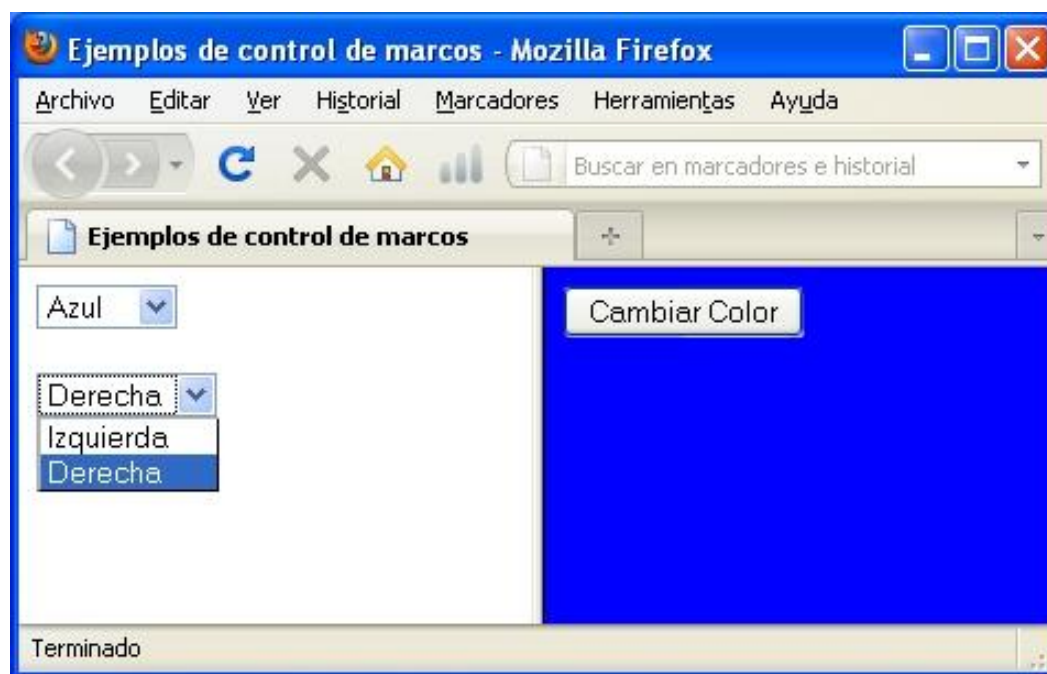 Ejemplos de control de marcos - Mozilla Firefox
Archivo Editar Ver Historial Marcadores Herramientas Ayuda
Buscar en marcadores e historial
Ejemplos de control de marcos
Azul
Cambiar Color
Derecha
Izquierda
Derecha
Terminado